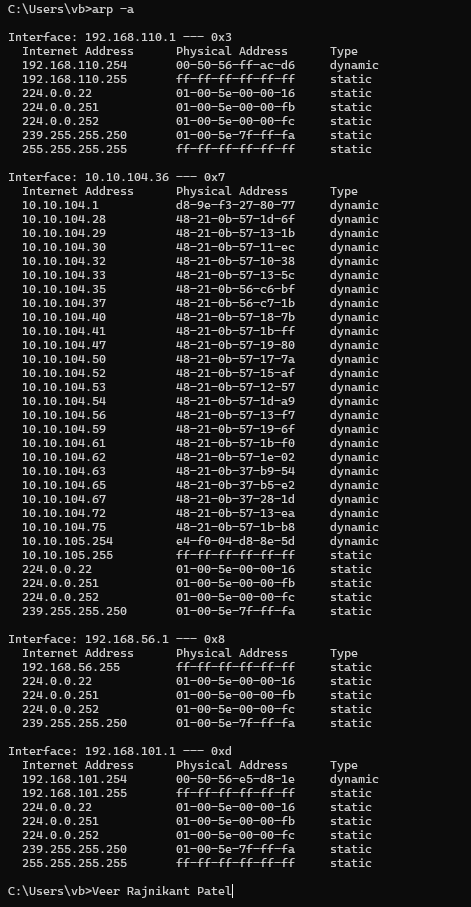 C:\Users\vb>arp -a
Interface: 192.168.110.1 --- 0x3
Internet Address Physical Address Type
192.168.110.254 00-50-56-ff-ac-d6 dynamic
192.168.110.255 ff-ff-ff-ff-ff-ff static
224.0.0.22 01-00-5e-00-00-16 static
224.0.0.251 01-00-5e-00-00-fb static
224.0.0.252 01-00-5e-00-00-fc static
239.255.255.250 01-00-5e-7f-ff-fa static
255.255.255.255 ff-ff-ff-ff-ff-ff static
Interface: 10.10.104.36 --- 0x7
Internet Address Physical Address Type
10.10.104.1 d8-9e-f3-27-80-77 dynamic
10.10.104.28 48-21-0b-57-1d-6f dynamic
10.10.104.29 48-21-0b-57-13-1b dynamic
10.10.104.30 48-21-0b-57-11-ec dynamic
10.10.104.32 48-21-0b-57-10-38 dynamic
10.10.104.33 48-21-0b-57-13-5c dynamic
10.10.104.35 48-21-0b-56-c6-bf dynamic
10.10.104.37 48-21-0b-56-c7-1b dynamic
10.10.104.40 48-21-0b-57-18-7b dynamic
10.10.104.41 48-21-0b-57-1b-ff dynamic
10.10.104.47 48-21-0b-57-19-80 dynamic
10.10.104.50 48-21-0b-57-17-7a dynamic
10.10.104.52 48-21-0b-57-15-af dynamic
10.10.104.53 48-21-0b-57-12-57 dynamic
10.10.104.54 48-21-0b-57-1d-a9 dynamic
10.10.104.56 48-21-0b-57-13-f7 dynamic
10.10.104.59 48-21-0b-57-19-6f dynamic
10.10.104.61 48-21-0b-57-1b-f0 dynamic
10.10.104.62 48-21-0b-57-1e-02 dynamic
10.10.104.63 48-21-0b-37-b9-54 dynamic
10.10.104.65 48-21-0b-37-b5-e2 dynamic
10.10.104.67 48-21-0b-37-28-1d dynamic
10.10.104.72 48-21-0b-57-13-ea dynamic
10.10.104.75 48-21-0b-57-1b-b8 dynamic
10.10.105.254 e4-f0-04-d8-8e-5d dynamic
10.10.105.255 ff-ff-ff-ff-ff-ff static
224.0.0.22 01-00-5e-00-00-16 static
224.0.0.251 01-00-5e-00-00-fb static
224.0.0.252 01-00-5e-00-00-fc static
239.255.255.250 01-00-5e-7f-ff-fa static
Interface: 192.168.56.1 --- 0x8
Internet Address Physical Address Type
192.168.56.255 ff-ff-ff-ff-ff-ff static
224.0.0.22 01-00-5e-00-00-16 static
224.0.0.251 01-00-5e-00-00-fb static
224.0.0.252 01-00-5e-00-00-fc static
239.255.255.250 01-00-5e-7f-ff-fa static
Interface: 192.168.101.1 --- 0xd
Internet Address Physical Address Type
192.168.101.254 00-50-56-e5-d8-1e dynamic
192.168.101.255 ff-ff-ff-ff-ff-ff static
224.0.0.22 01-00-5e-00-00-16 static
224.0.0.251 01-00-5e-00-00-fb static
224.0.0.252 01-00-5e-00-00-fc static
239.255.255.250 01-00-5e-7f-ff-fa static
255.255.255.255 ff-ff-ff-ff-ff-ff static
C:\Users\vb>Veer Rajnikant Patel